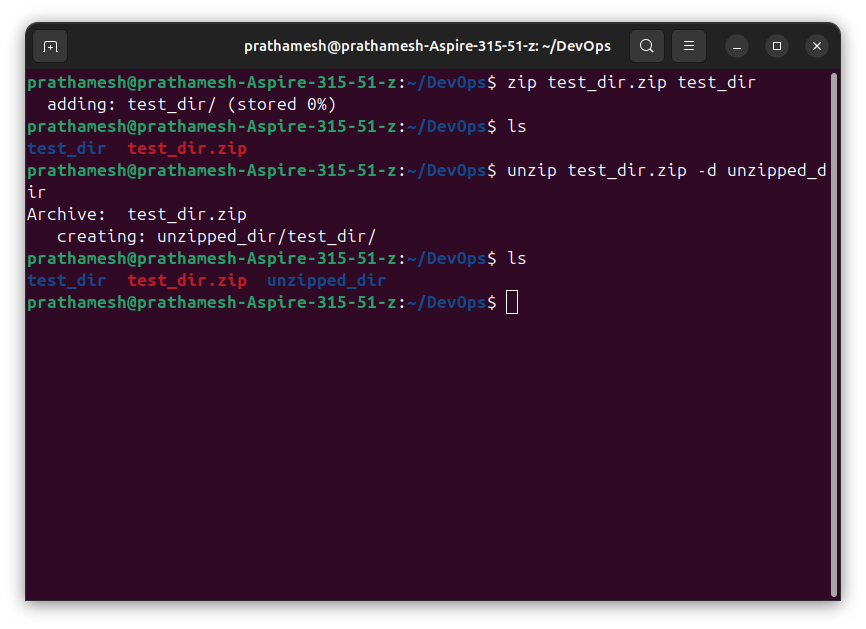 prathamesh@prathamesh-Aspire-315-51-z: ~/DevOps
prathamesh@prathamesh-Aspire-315-51-z:~/DevOps$ zip test_dir.zip test_dir
  adding: test_dir/ (stored 0%)
prathamesh@prathamesh-Aspire-315-51-z:~/DevOps$ ls
test_dir  test_dir.zip
prathamesh@prathamesh-Aspire-315-51-z:~/DevOps$ unzip test_dir.zip -d unzipped_d
ir
Archive:  test_dir.zip
   creating: unzipped_dir/test_dir/
prathamesh@prathamesh-Aspire-315-51-z:~/DevOps$ ls
test_dir  test_dir.zip  unzipped_dir
prathamesh@prathamesh-Aspire-315-51-z:~/DevOps$